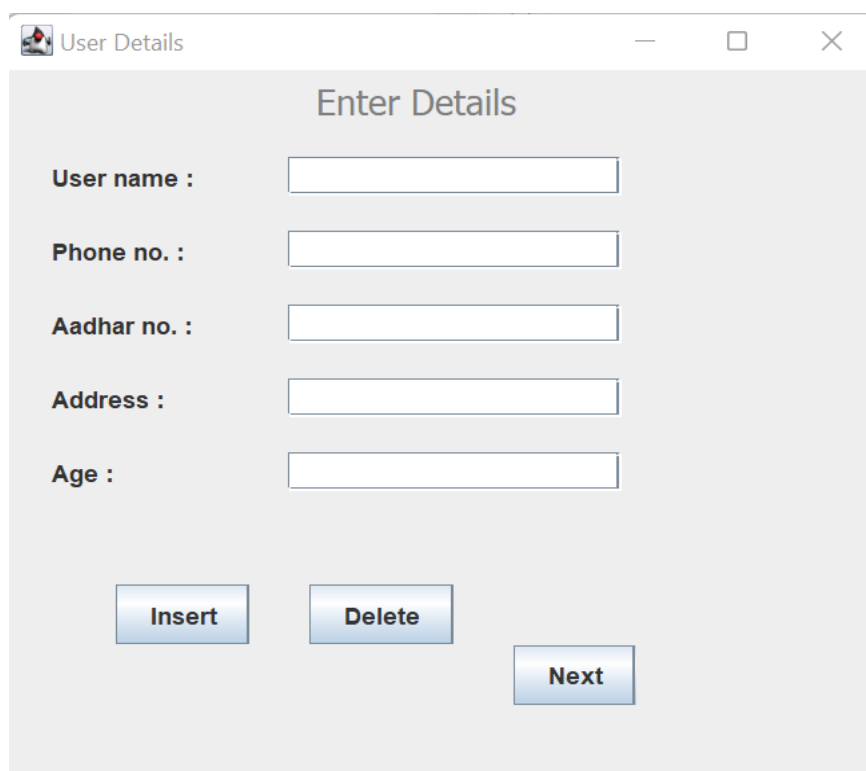 User Details
Enter Details
User name :
Phone no. :
Aadhar no. :
Address :
Age :
Insert Delete
Next